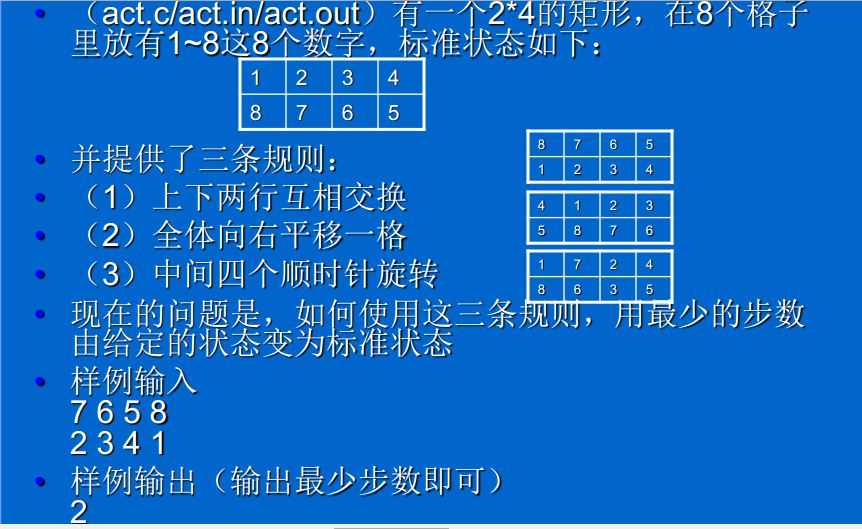 （act.c/act.in/act.out）有一个2*4的矩形，在8个格子
里放有1~8这8个数字，标准状态如下：
1 2 3 4
8 7 6 5
并提供了三条规则：
（1）上下两行互相交换
（2）全体向右平移一格
（3）中间四个顺时针旋转
8 7 6 5
1 2 3 4
4 1 2 3
5 8 7 6
1 7 2 4
8 6 3 5
现在的问题是，如何使用这三条规则，用最少的步数
由给定的状态变为标准状态
样例输入
7 6 5 8
2 3 4 1
样例输出（输出最少步数即可）
2